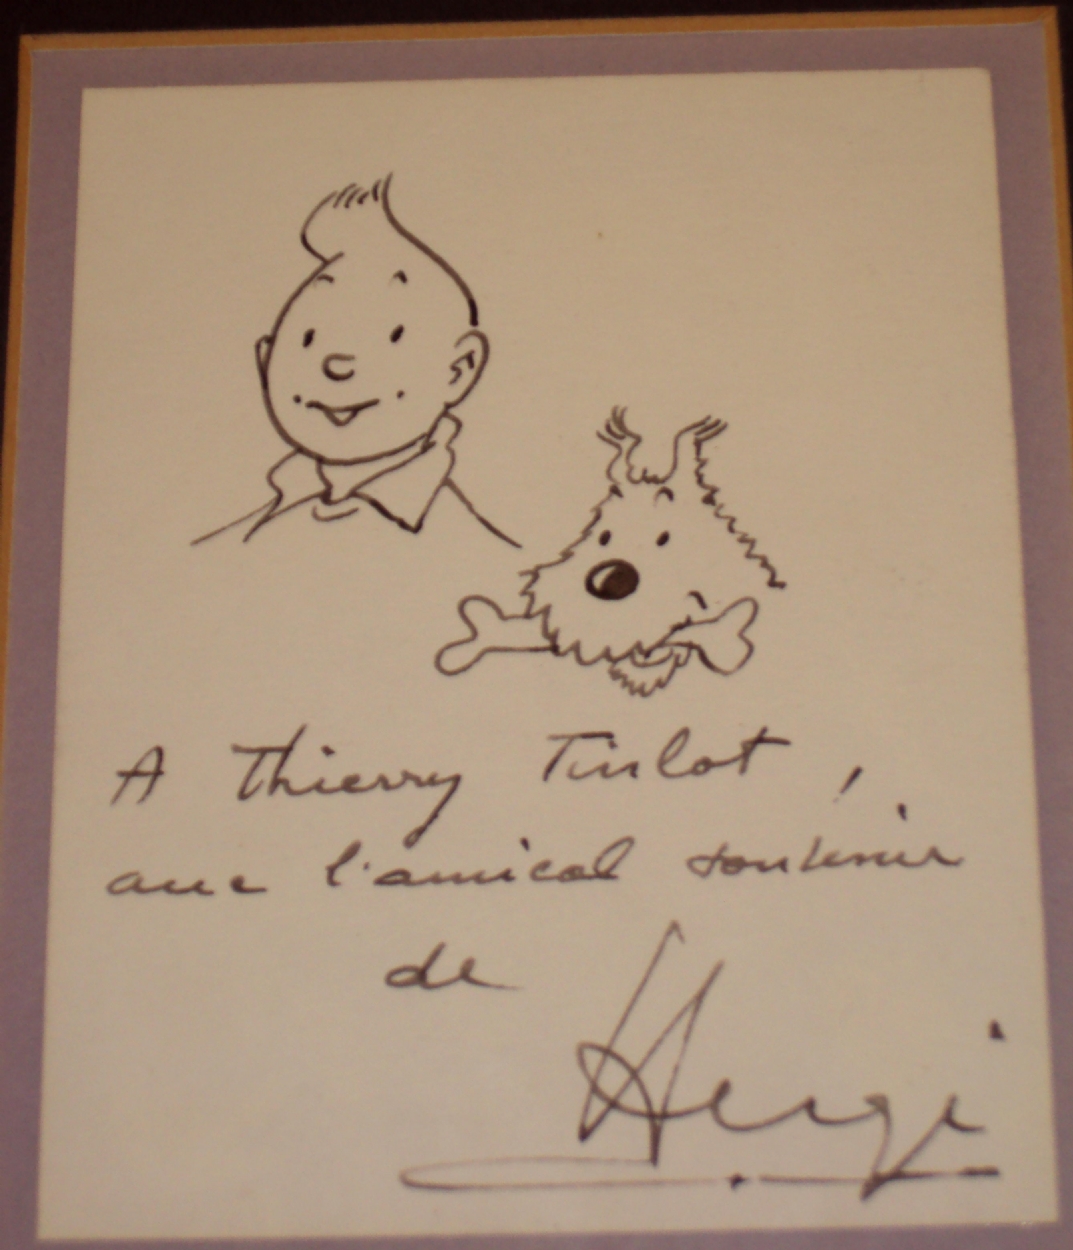 A Thierry Tinlot,
avec l'amical souvenir
de
Hergé